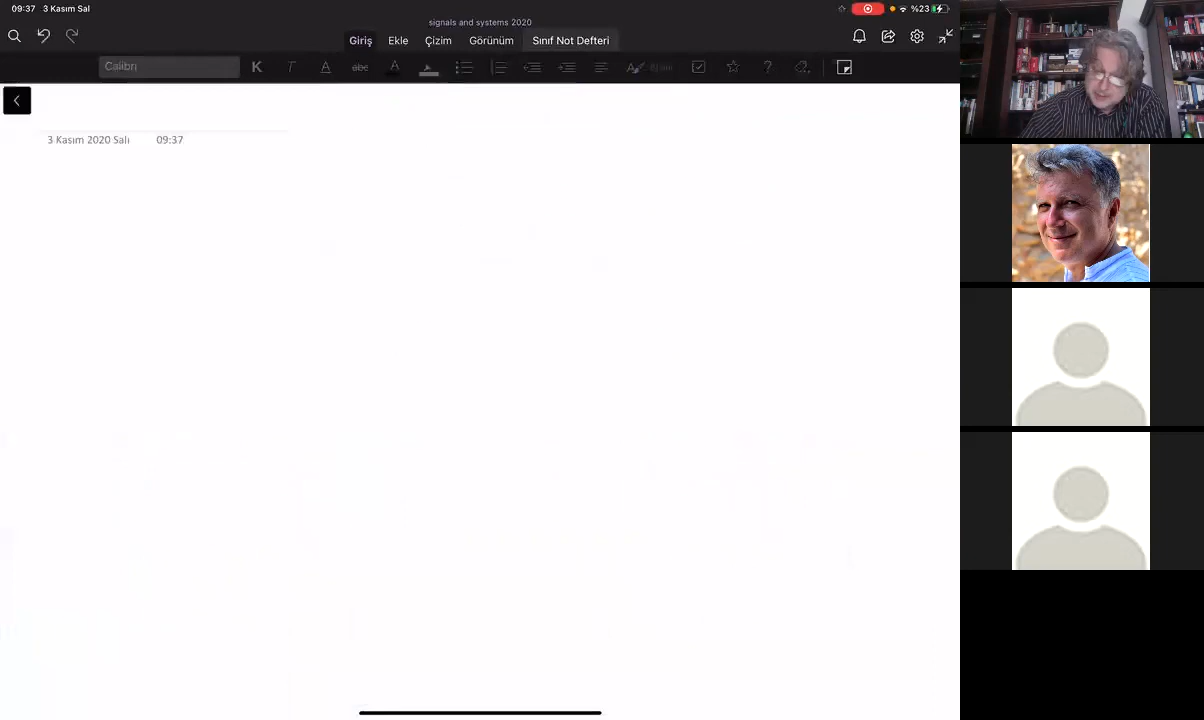 09:37 3 Kasım Sal
%23
signals and systems 2020
Giriş Ekle Çizim Görünüm Sınıf Not Defteri
Calibri K T A abc A A ?
3 Kasım 2020 Salı 09:37